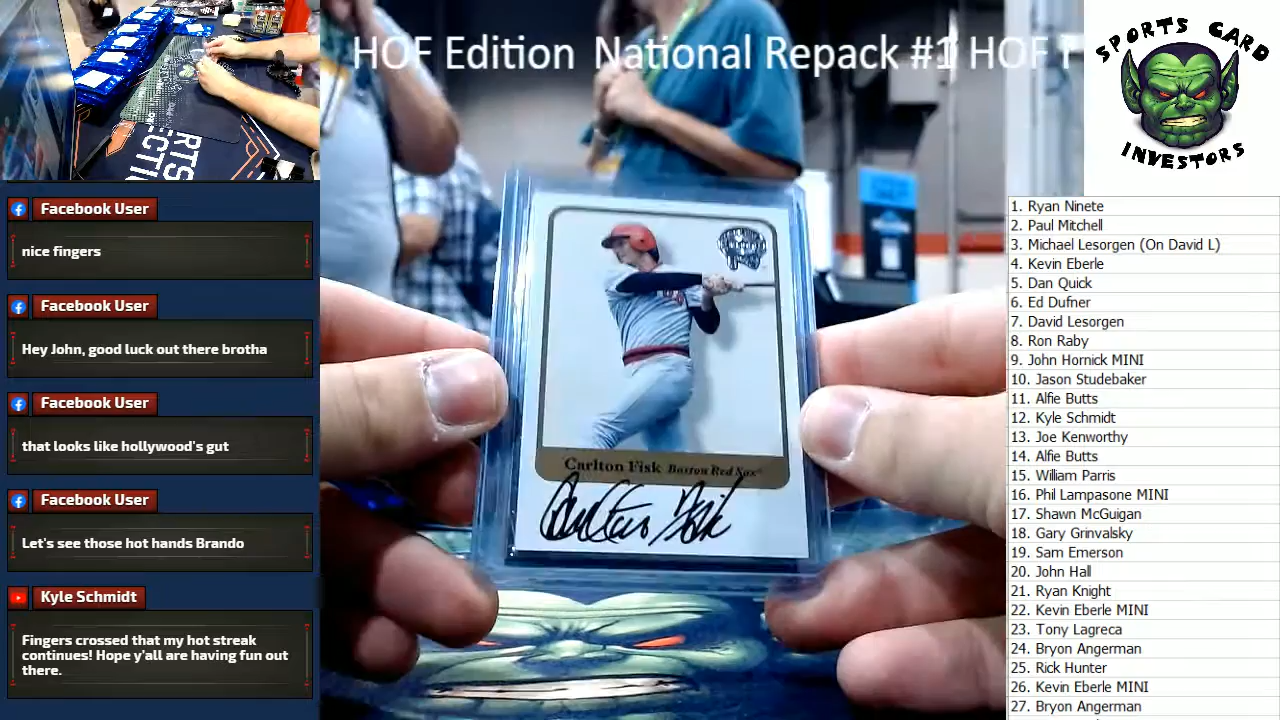 HOF Edition National Repack #1 HOF
SPORTS CARD
INVESTORS
Facebook User
nice fingers
Facebook User
Hey John, good luck out there brotha
Facebook User
that looks like hollywood's gut
Facebook User
Let's see those hot hands Brando
Kyle Schmidt
Fingers crossed that my hot streak
continues! Hope y'all are having fun out
there.
Carlton Fisk Boston Red Sox
Carlton Fisk
1. Ryan Ninete
2. Paul Mitchell
3. Michael Lesorgen (On David L)
4. Kevin Eberle
5. Dan Quick
6. Ed Dufner
7. David Lesorgen
8. Ron Raby
9. John Hornick MINI
10. Jason Studebaker
11. Alfie Butts
12. Kyle Schmidt
13. Joe Kenworthy
14. Alfie Butts
15. William Parris
16. Phil Lampasone MINI
17. Shawn McGuigan
18. Gary Grinvalsky
19. Sam Emerson
20. John Hall
21. Ryan Knight
22. Kevin Eberle MINI
23. Tony Lagreca
24. Bryon Angerman
25. Rick Hunter
26. Kevin Eberle MINI
27. Bryon Angerman